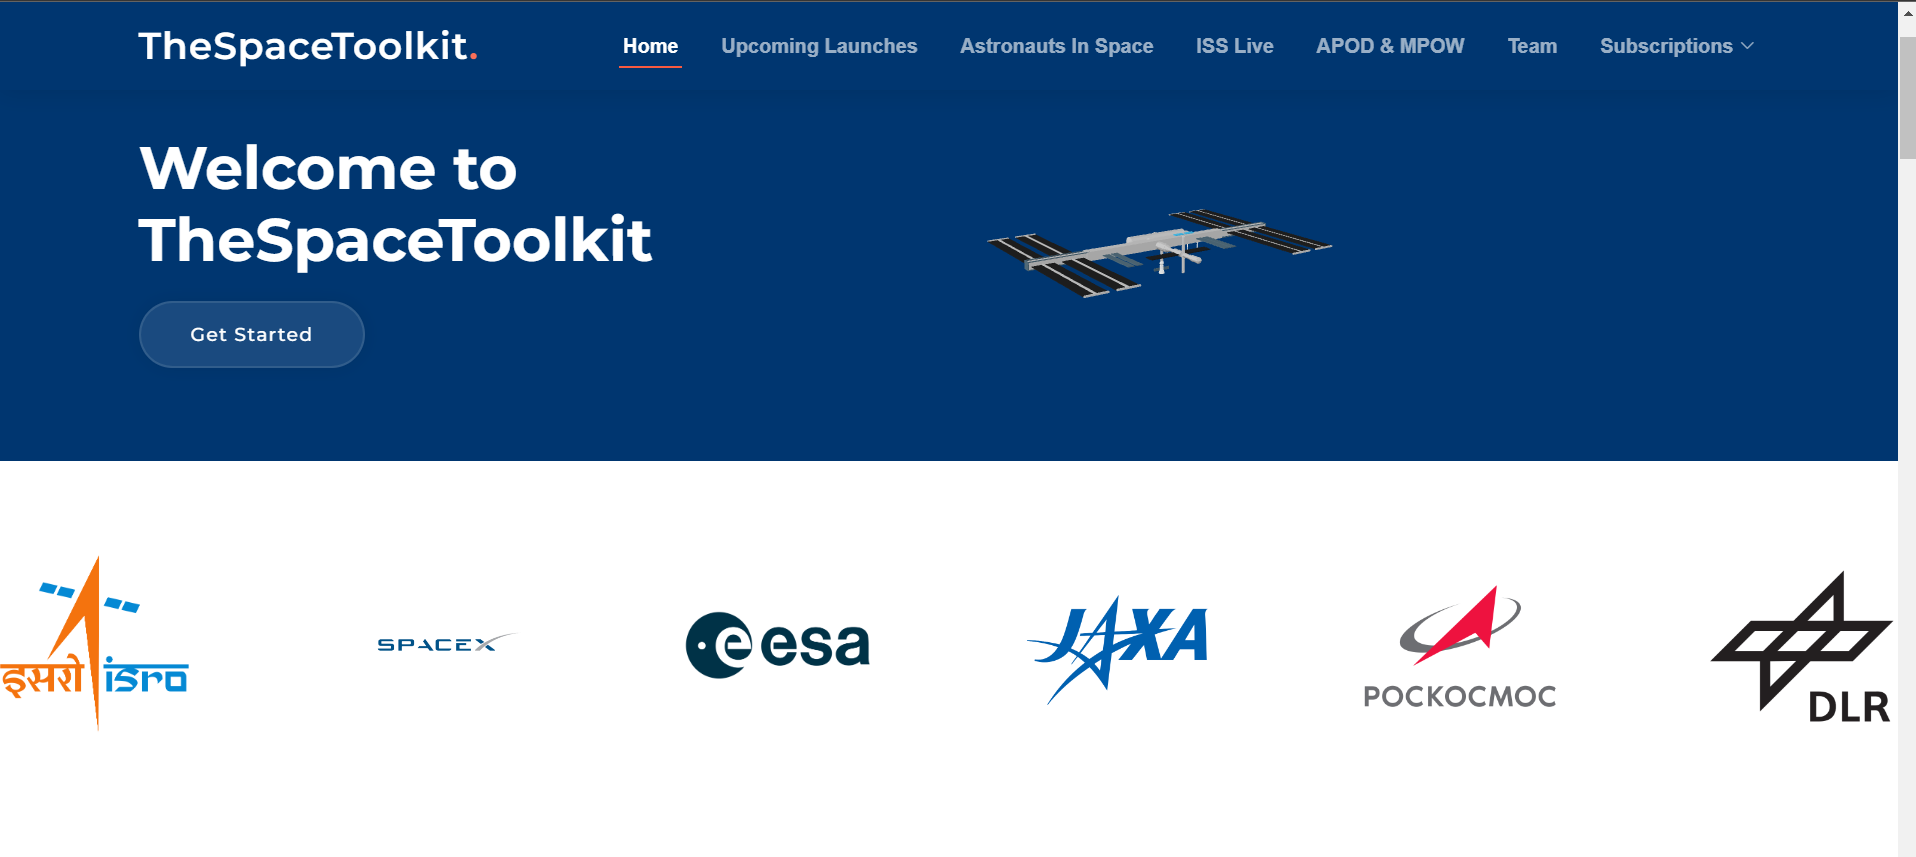 TheSpaceToolkit.
Home
Upcoming Launches
Astronauts In Space
ISS Live
APOD & MPOW
Team
Subscriptions
Welcome to
TheSpaceToolkit
Get Started
इसरो isro
SPACEX
esa
JAXA
РОСКОСМОС
DLR